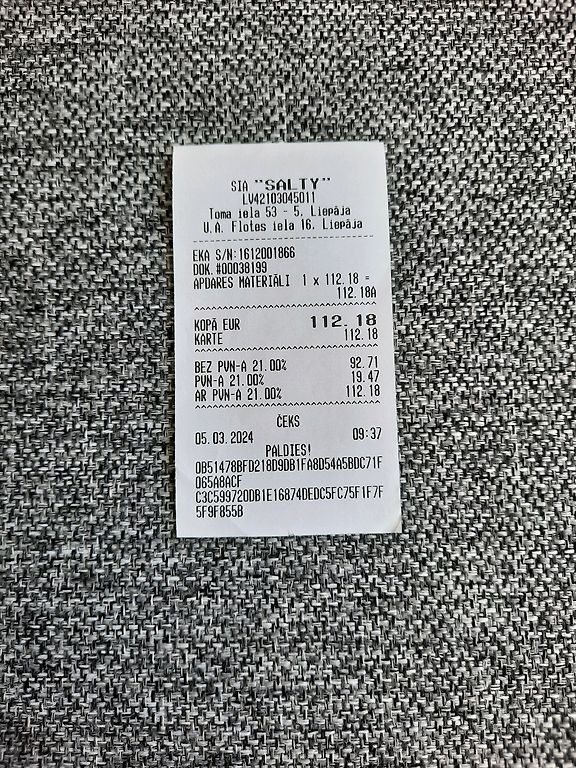 SIA "SALTY"
LV42103045011
Toma iela 53 - 5, Liepāja
U.A. Flotes iela 16, Liepāja
EKA S/N:1612001866
DOK.#00038199
APDARES MATERIĀLI 1 x 112.18 =
112.18A
KOPĀ EUR 112.18
KARTE 112.18
BEZ PVN-A 21.00% 92.71
PVN-A 21.00% 19.47
AR PVN-A 21.00% 112.18
ČEKS
05.03.2024 09:37
PALDIES!
0B51478BFD218D9DB1FA8D54A5BDC71F
D65A8ACF
C3C599720DB1E16874DEDC5FC75F1F7F
5F9F855B